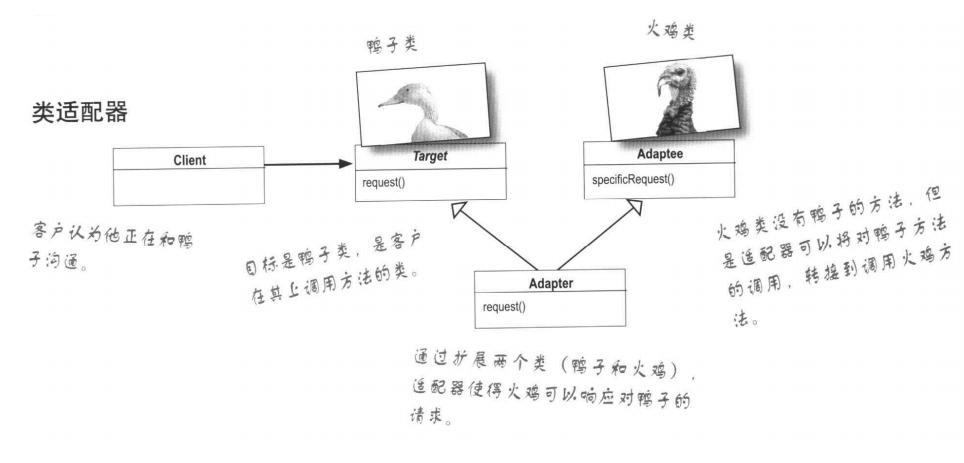 鸭子类
火鸡类
类适配器
Client
Target
request()
Adaptee
specificRequest()
客户认为他正在和鸭
子沟通。
目标是鸭子类，是客户
在其上调用方法的类。
Adapter
request()
火鸡类没有鸭子的方法，但
是适配器可以将对鸭子方法
的调用，转接到调用火鸡方
法。
通过扩展两个类（鸭子和火鸡），
适配器使得火鸡可以响应对鸭子的
请求。